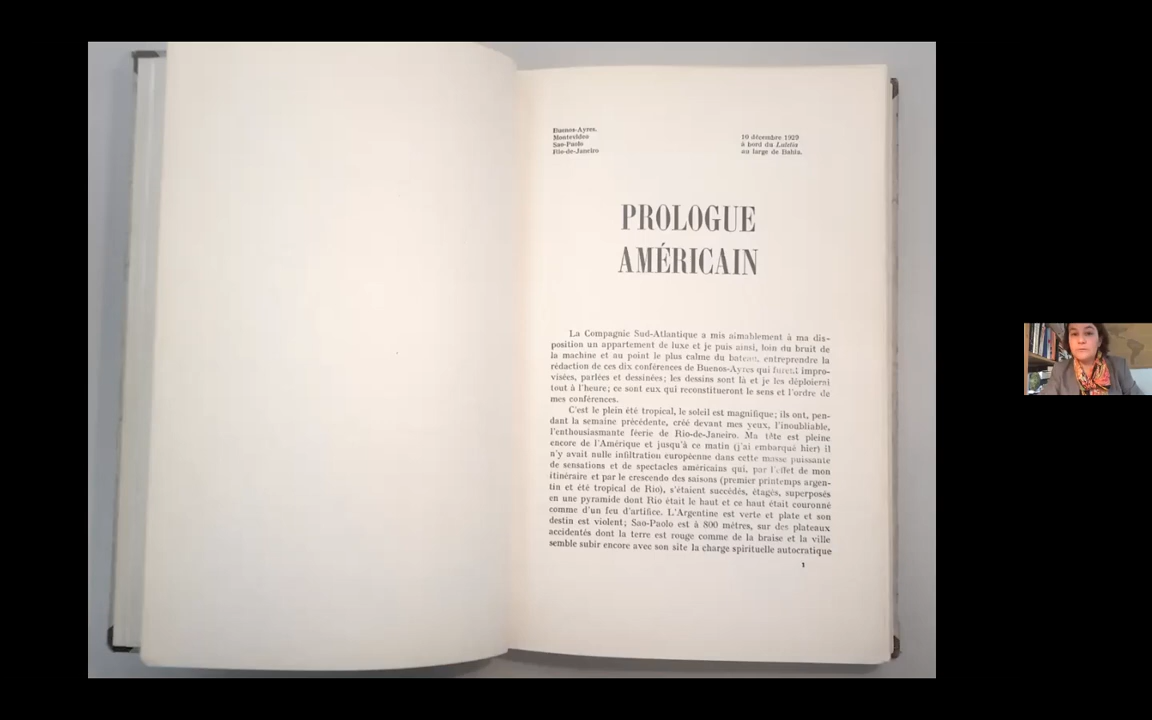 Buenos-Ayres.
Montevideo
Sao-Paolo
Rio-de-Janeiro
10 décembre 1929
à bord du Lutétia
au large de Bahia.
PROLOGUE
AMÉRICAIN
La Compagnie Sud-Atlantique a mis aimablement à ma dis-
position un appartement de luxe et je puis ainsi, loin du bruit de
la machine et au point le plus calme du bateau, entreprendre la
rédaction de ces dix conférences de Buenos-Ayres qui furent impro-
visées, parlées et dessinées; les dessins sont là et je les déploierai
tout à l'heure; ce sont eux qui reconstitueront le sens et l'ordre de
mes conférences.
C'est le plein été tropical, le soleil est magnifique; ils ont, pen-
dant la semaine précédente, créé devant mes yeux, l'inoubliable,
l'enthousiasmante féerie de Rio-de-Janeiro. Ma tête est pleine
encore de l'Amérique et jusqu'à ce matin (j'ai embarqué hier) il
n'y avait nulle infiltration européenne dans cette masse puissante
de sensations et de spectacles américains qui, par l'effet de mon
itinéraire et par le crescendo des saisons (premier printemps argen-
tin et été tropical de Rio), s'étaient succédés, étagés, superposés
en une pyramide dont Rio était le haut et ce haut était couronné
comme d'un feu d'artifice. L'Argentine est verte et plate et son
destin est violent; Sao-Paolo est à 800 mètres, sur des plateaux
accidentés dont la terre est rouge comme de la braise et la ville
semble subir encore avec son site la charge spirituelle autocratique
1